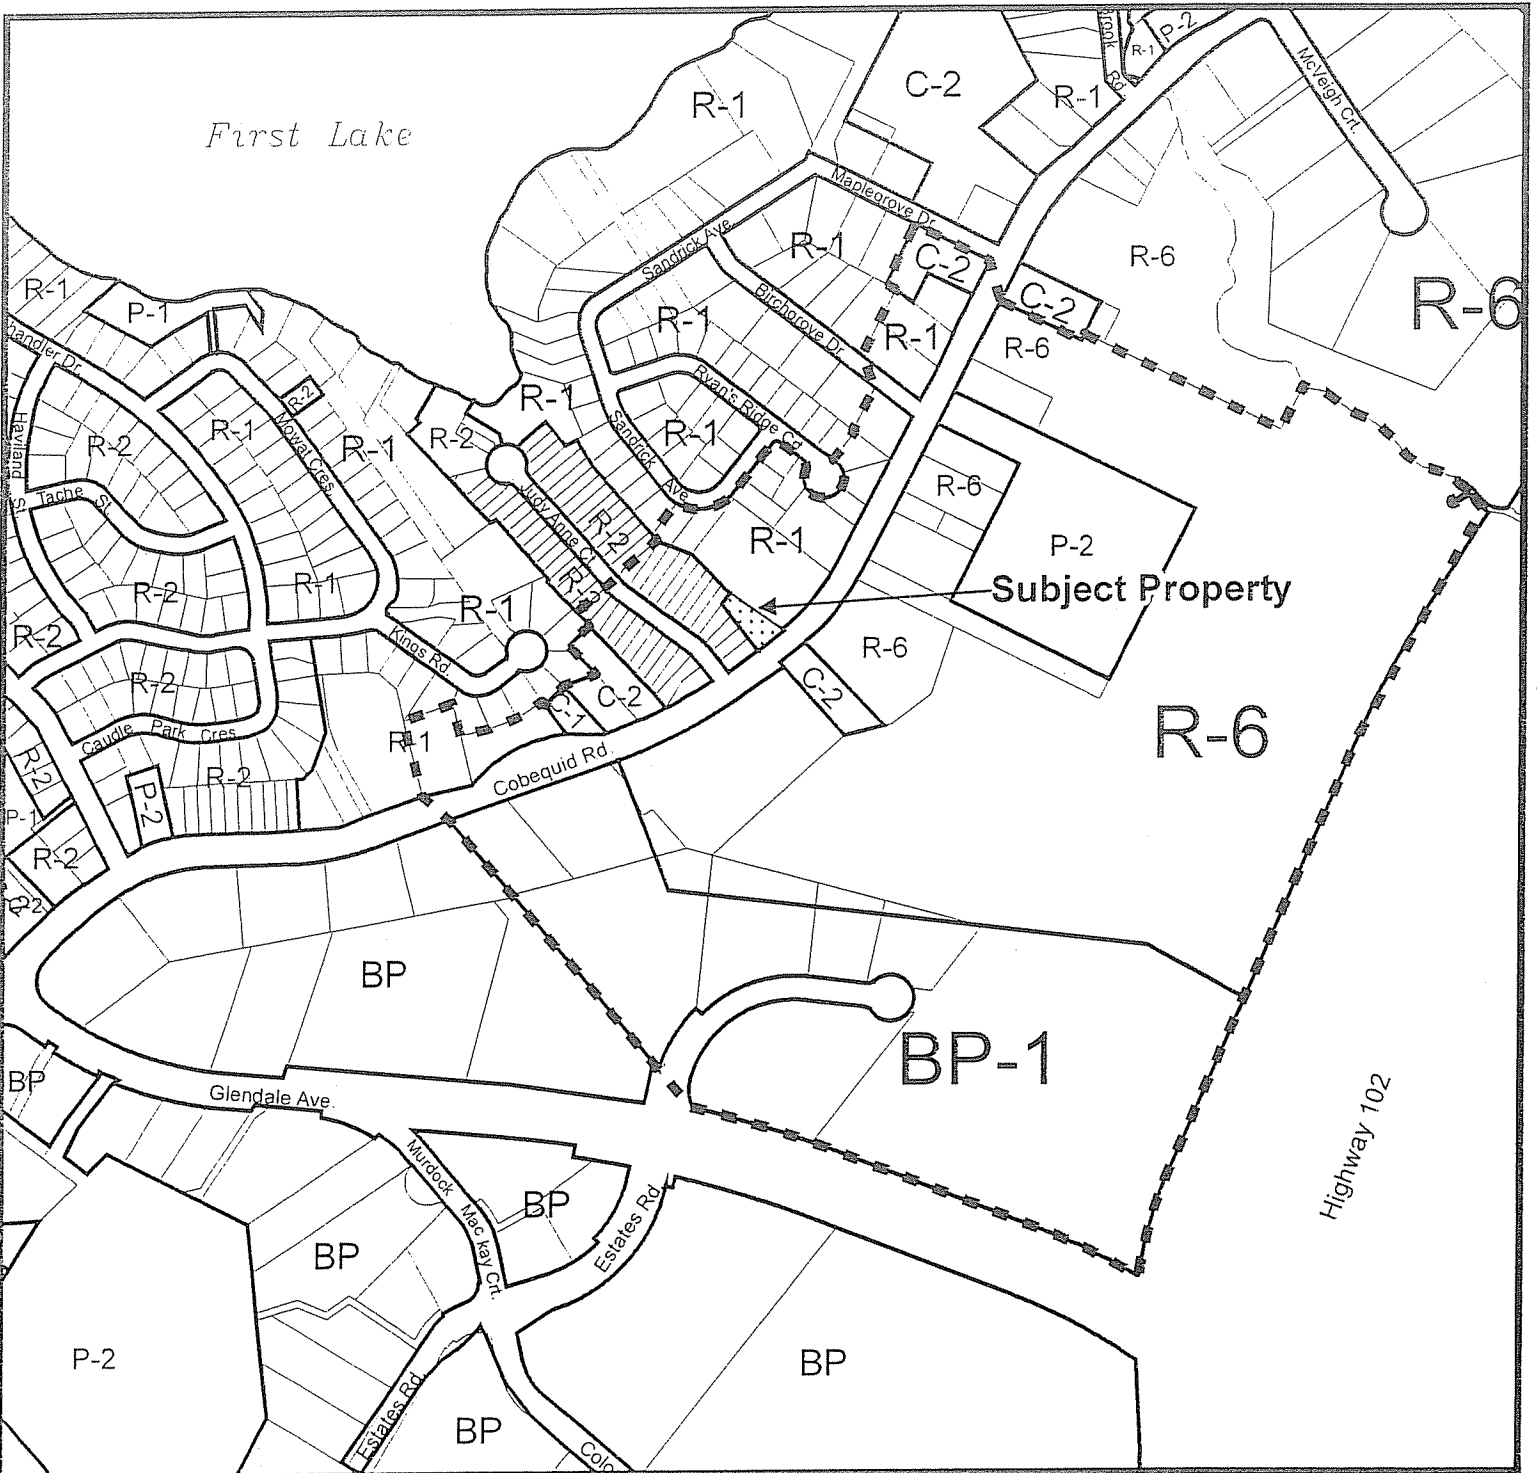 First Lake
R-1
C-2
R-1
Brook Rd.
R-1
P-2
McVeigh Crt.
Maplegrove Dr.
Sandrick Ave.
R-1
C-2
R-6
R-6
R-1
P-1
C-2
Birchgrove Dr.
R-1
R-1
R-6
Ryan's Ridge Cd
handler Dr.
R-2
R-1
Haviland St.
R-2
R-1
Mowat Cres.
R-1
R-2
R-1
Sandrick Ave
R-6
Tache St.
Judy Anne Ct.
R-2
R-1
P-2
Subject Property
R-2
R-1
R-2
R-1
R-2
Kings Rd.
R-6
R-2
C-2
C-2
C-1
R-6
Caudle Park Cres
R-1
R-2
R-2
P-2
Cobequid Rd.
P-1
R-2
BP
BP-1
BP
Glendale Ave.
Highway 102
Murdock Mackay Crt.
BP
Estates Rd.
BP
P-2
BP
Estates Rd.
BP
Colo